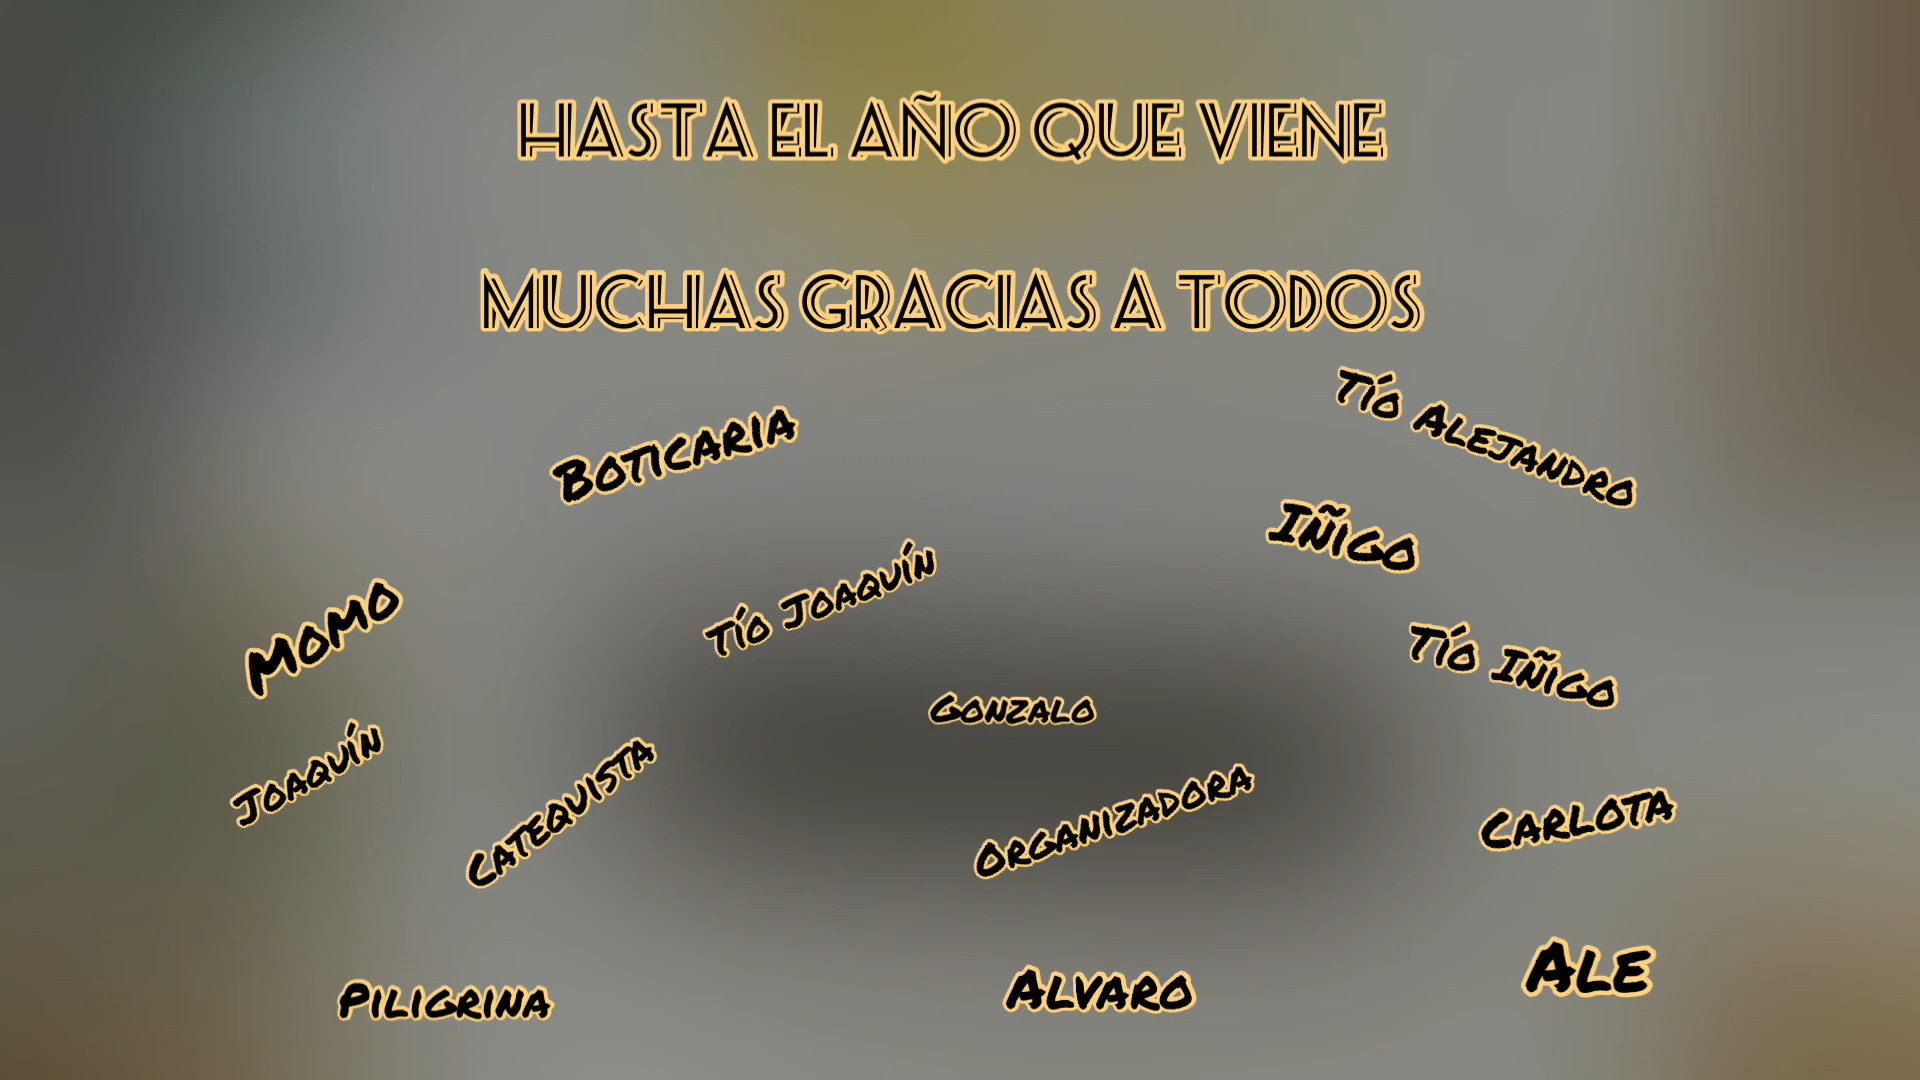 HASTA EL AÑO QUE VIENE
MUCHAS GRACIAS A TODOS
Tío Alejandro
Boticaria
Iñigo
Tío Joaquín
Momo
Tío Iñigo
Gonzalo
Joaquín
Catequista
Organizadora
Carlota
Ale
Piligrina
Alvaro